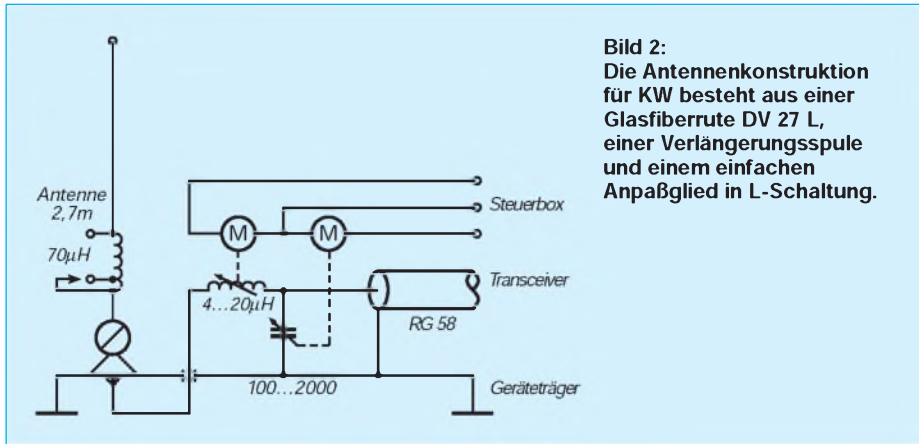 Bild 2:
Die Antennenkonstruktion
für KW besteht aus einer
Glasfiberrute DV 27 L,
einer Verlängerungsspule
und einem einfachen
Anpaßglied in L-Schaltung.
Antenne
2,7m
70µH
M
M
Steuerbox
4...20µH
Transceiver
RG 58
100...2000
Geräteträger